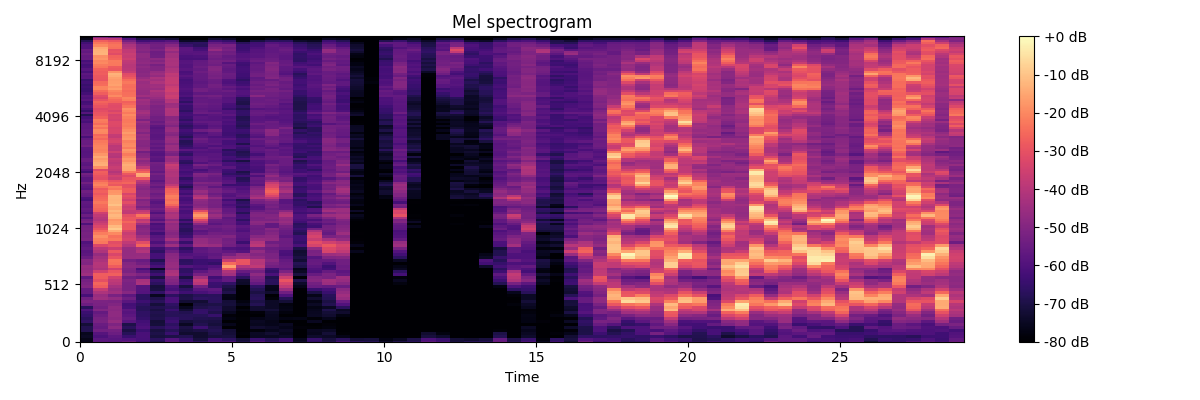 Mel spectrogram
Hz
8192
4096
2048
1024
512
0
0 5 10 15 20 25
Time
+0 dB
-10 dB
-20 dB
-30 dB
-40 dB
-50 dB
-60 dB
-70 dB
-80 dB